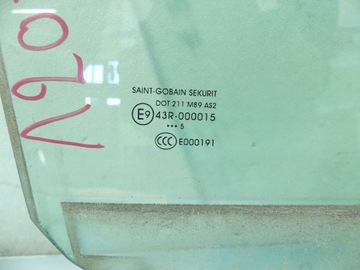 SAINT-GOBAIN SEKURIT
DOT 211 M89 AS2
E9 43R-000015
••• 5
CCC E000191